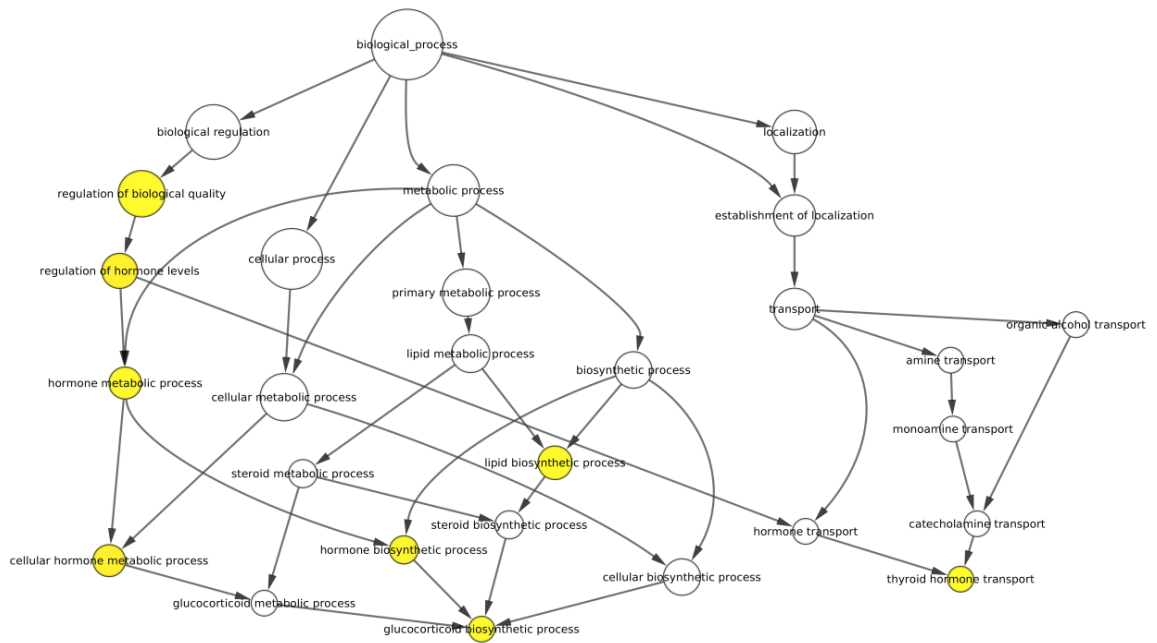 biological_process
biological regulation
localization
regulation of biological quality
metabolic process
establishment of localization
cellular process
regulation of hormone levels
primary metabolic process
transport
organic alcohol transport
lipid metabolic process
amine transport
biosynthetic process
hormone metabolic process
cellular metabolic process
monoamine transport
lipid biosynthetic process
steroid metabolic process
steroid biosynthetic process
catecholamine transport
hormone transport
hormone biosynthetic process
cellular hormone metabolic process
cellular biosynthetic process
thyroid hormone transport
glucocorticoid metabolic process
glucocorticoid biosynthetic process